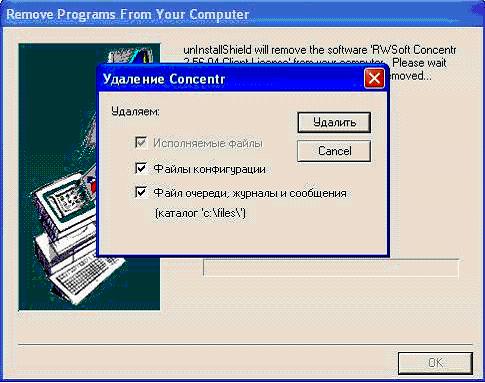 Remove Programs From Your Computer
unInstallShield will remove the software 'RWSoft Concentr
2.56.04 Client License' from your computer. Please wait
emoved...
Удаление Concentr
Удаляем:
Удалить
Исполняемые файлы
Cancel
Файлы конфигурации
Файл очереди, журналы и сообщения
(каталог 'c:\files\')
OK